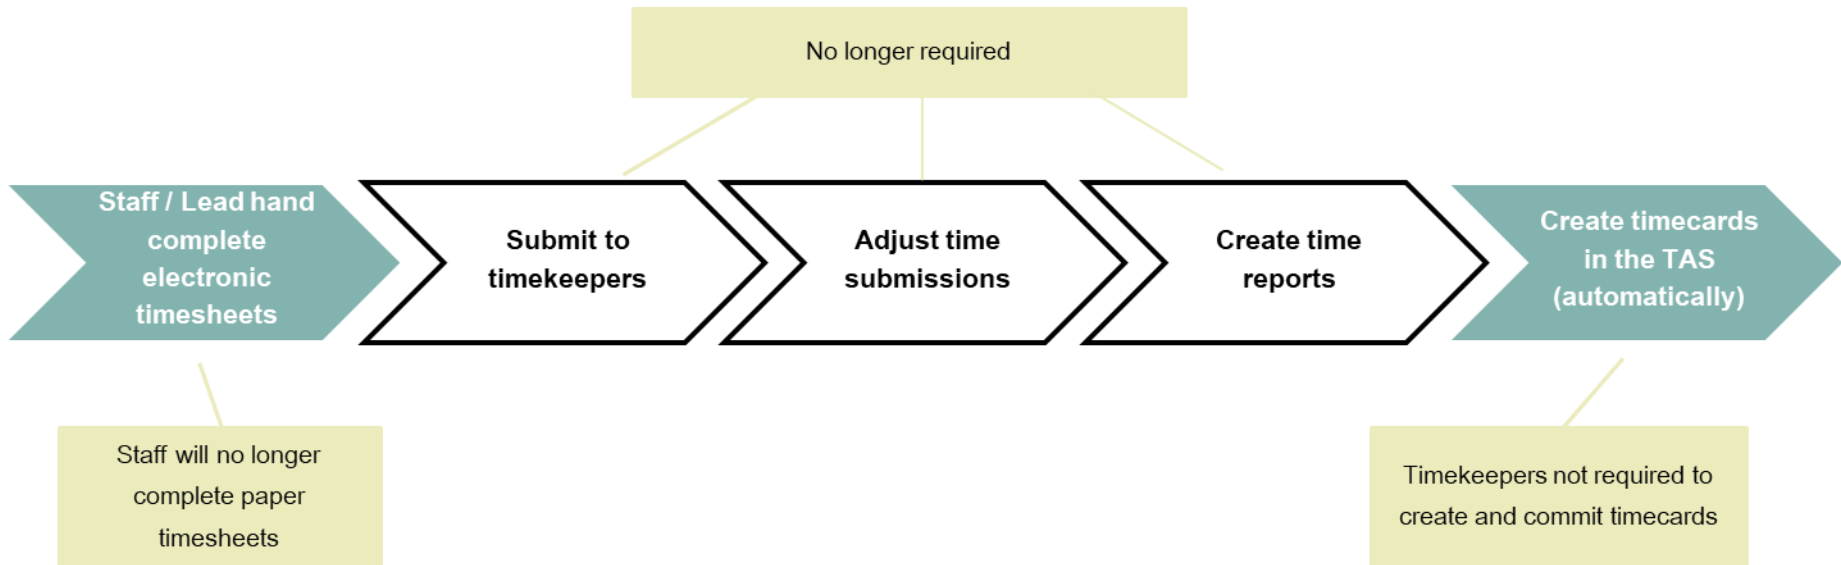 No longer required
Staff / Lead hand
complete
electronic
timesheets
Submit to
timekeepers
Adjust time
submissions
Create time
reports
Create timecards
in the TAS
(automatically)
Staff will no longer
complete paper
timesheets
Timekeepers not required to
create and commit timecards